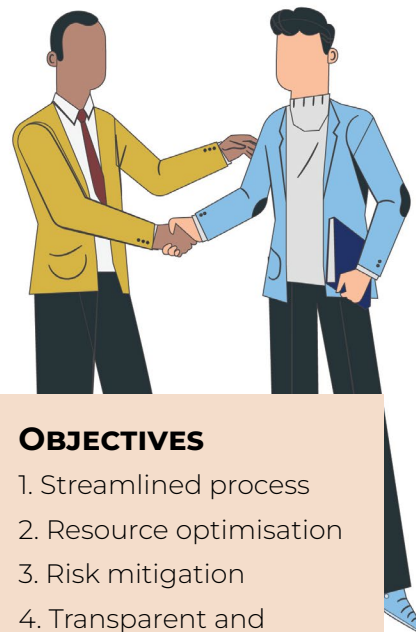 OBJECTIVES
1. Streamlined process
2. Resource optimisation
3. Risk mitigation
4. Transparent and